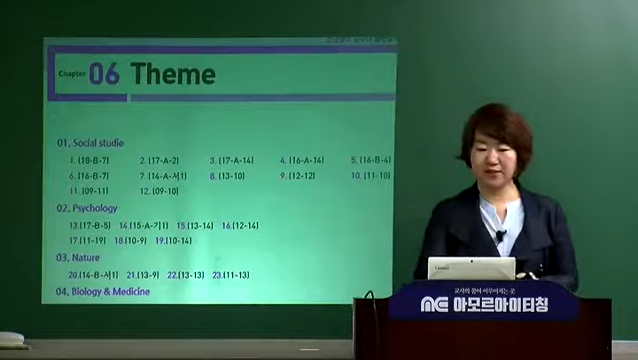 Chapter 06 Theme
01. Social studie
1. (18-B-7) 2. (17-A-2) 3. (17-A-14) 4. (16-A-14) 5. (16-B-4)
6. (16-B-7) 7. (14-A-서1) 8. (13-10) 9. (12-12) 10. (11-10)
11. (09-11) 12. (09-10)
02. Psychology
13.(17-B-5) 14.(15-A-기1) 15.(13-14) 16.(12-14)
17.(11-19) 18.(10-9) 19.(10-14)
03. Nature
20.(14-B-서1) 21.(13-9) 22.(13-13) 23.(11-13)
04. Biology & Medicine
교사의 꿈이 이루어지는 곳
아모르아이티칭